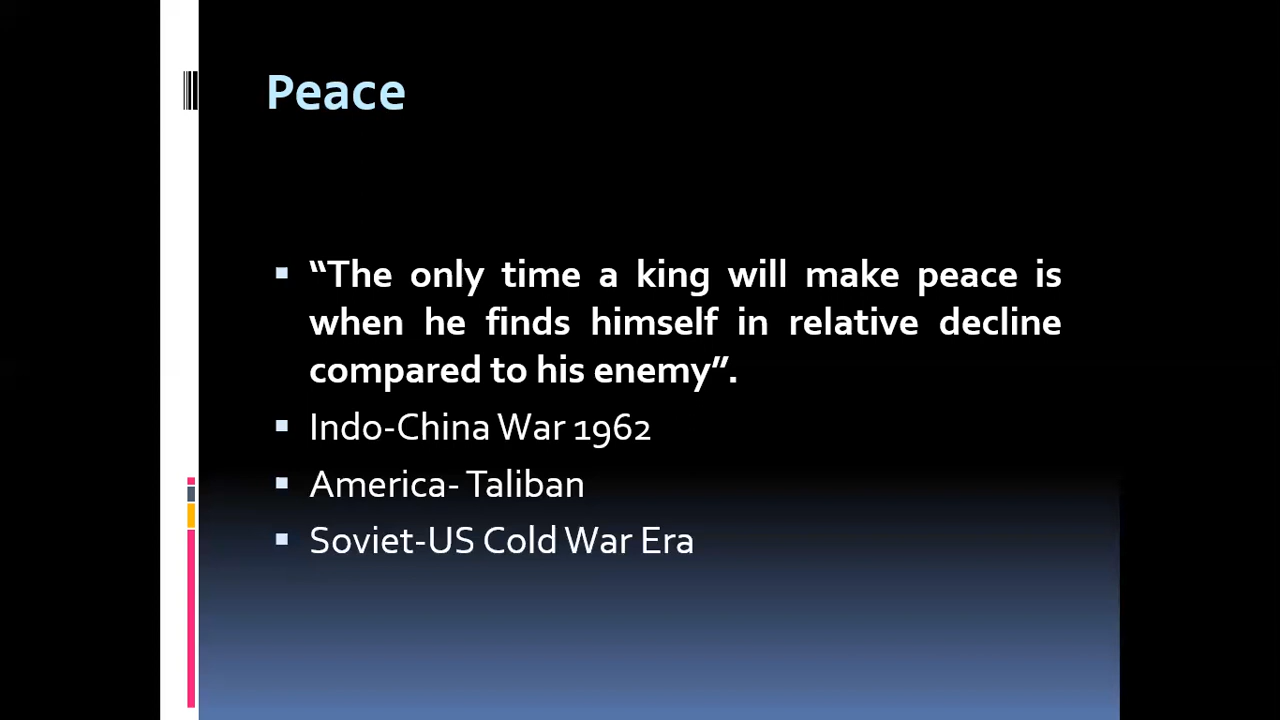 Peace
“The only time a king will make peace is
when he finds himself in relative decline
compared to his enemy”.
Indo-China War 1962
America- Taliban
Soviet-US Cold War Era